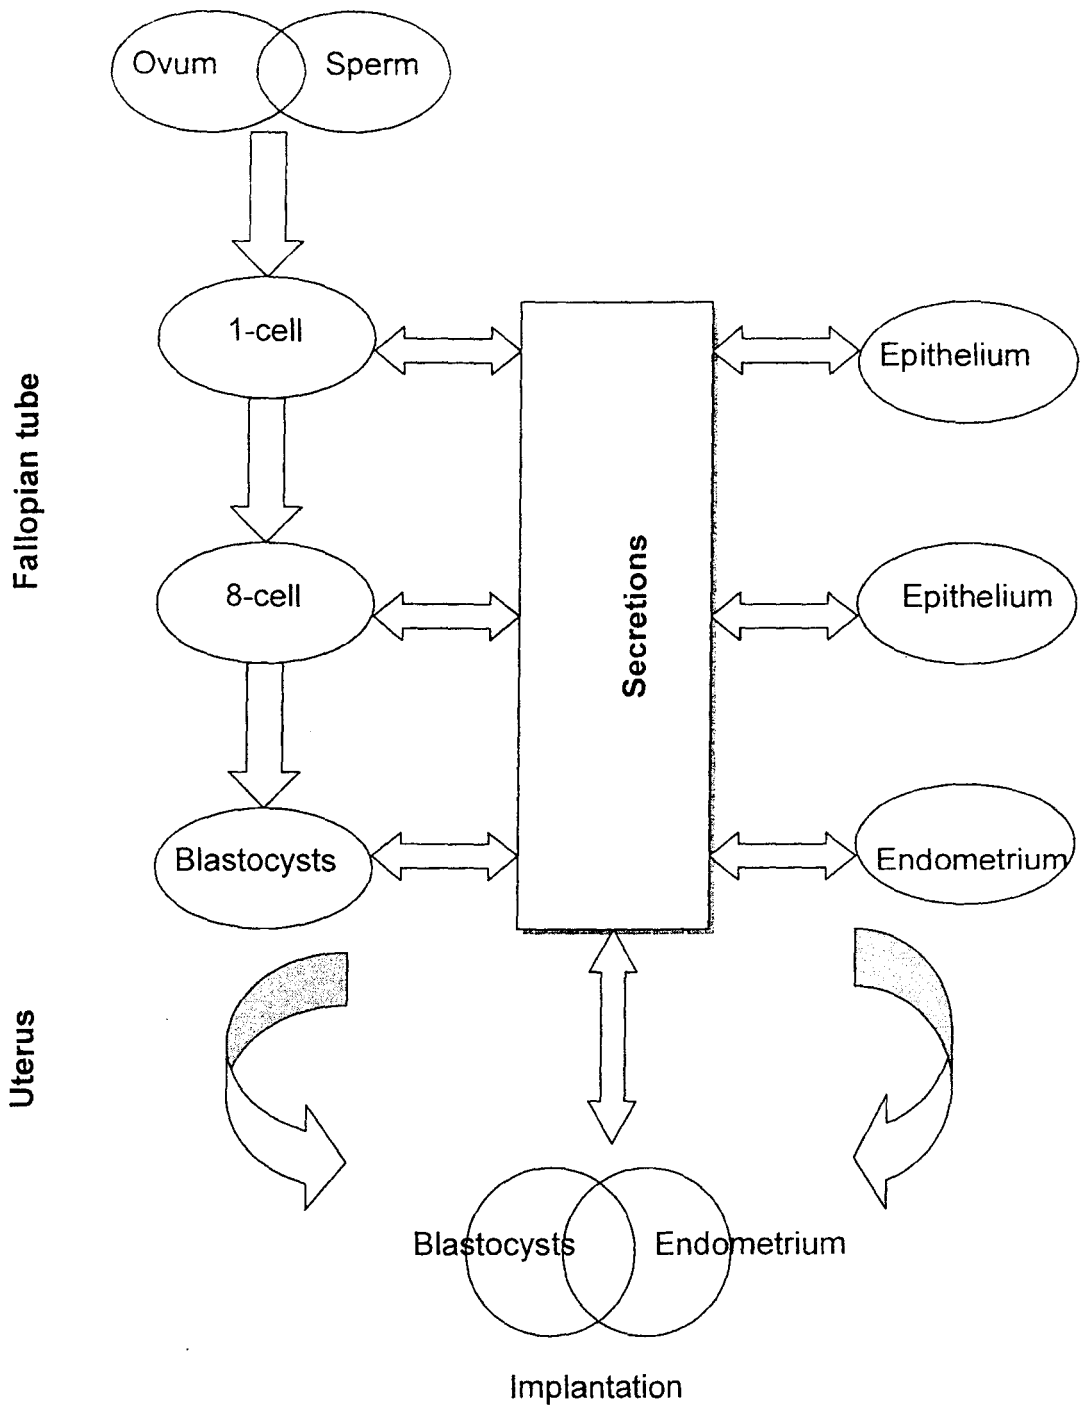 Ovum
Sperm
1-cell
Epithelium
Fallopian tube
8-cell
Secretions
Epithelium
Blastocysts
Endometrium
Uterus
Blastocysts
Endometrium
Implantation